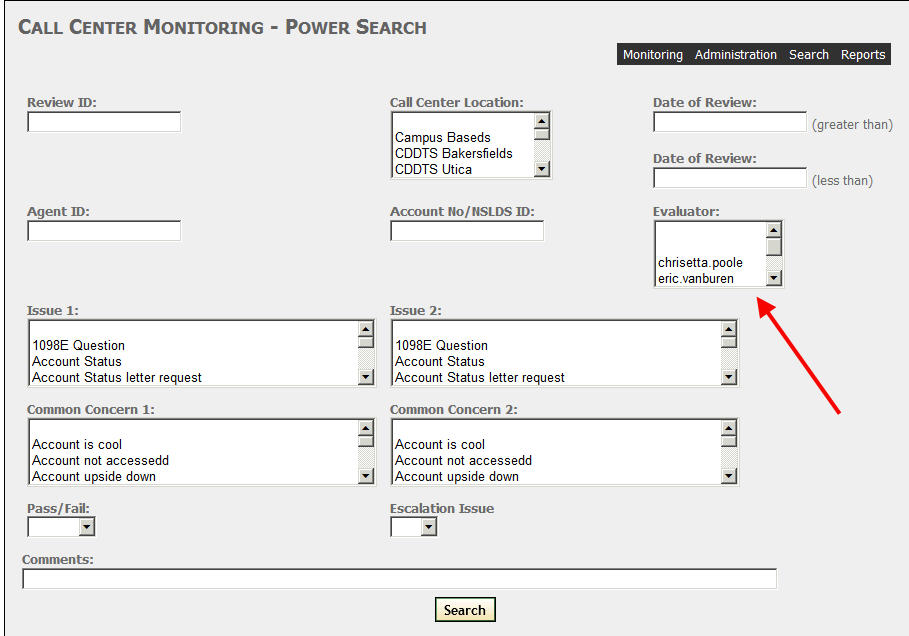 CALL CENTER MONITORING - POWER SEARCH
Monitoring Administration Search Reports
Review ID:
Call Center Location:
Campus Baseds
CDDTS Bakersfields
CDDTS Utica
Date of Review:
(greater than)
Date of Review:
(less than)
Agent ID:
Account No/NSLDS ID:
Evaluator:
chrisetta.poole
eric.vanburen
Issue 1:
1098E Question
Account Status
Account Status letter request
Issue 2:
1098E Question
Account Status
Account Status letter request
Common Concern 1:
Account is cool
Account not accessedd
Account upside down
Common Concern 2:
Account is cool
Account not accessedd
Account upside down
Pass/Fail:
Escalation Issue
Comments:
Search